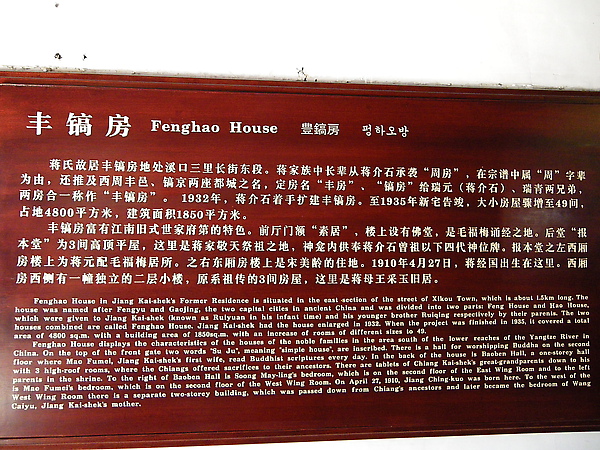 丰镐房 Fenghao House 豐鎬房 펑하오방
蒋氏故居丰镐房地处溪口三里长街东段。蒋家族中长辈从蒋介石承袭“周房”，在宗谱中属“周”字辈
为由，还推及西周丰邑、镐京两座都城之名，定房名“丰房”、“镐房”给瑞元（蒋介石）、瑞青两兄弟，
两房合一称作“丰镐房”。 1932年，蒋介石着手扩建丰镐房。至1935年新宅告竣，大小房屋骤增至49间，
占地4800平方米，建筑面积1850平方米。
丰镐房富有江南旧式世家府第的特色。前厅门额“素居”，楼上设有佛堂，是毛福梅诵经之地。后堂“报
本堂”为3间高顶平屋，这里是蒋家敬天祭祖之地，神龛内供奉蒋介石曾祖以下四代神位牌。报本堂之左西厢
房楼上为蒋元配毛福梅居所。之右东厢房楼上是宋美龄的住地。1910年4月27日，蒋经国出生在这里。西厢
房西侧有一幢独立的二层小楼，原系祖传的3间房屋，这里是蒋母王采玉旧居。
Fenghao House in Jiang Kai-shek's Former Residence is situated in the east section of the street of Xikou Town, which is about 1.5km long. The
house was named after Fengyu and Gaojing, the two capital cities in ancient China and was divided into two parts: Feng House and Hao House,
which were given to Jiang Kai-shek (known as Ruiyuan in his infant time) and his younger brother Ruiqing respectively by their parents. The two
houses combined are called Fenghao House. Jiang Kai-shek had the house enlarged in 1932. When the project was finished in 1935, it covered a total
area of 4800 sq.m. with a building area of 1850sq.m. with an increase of rooms of different sizes to 49.
Fenghao House displays the characteristics of the houses of the noble families in the area south of the lower reaches of the Yangtze River in
China. On the top of the front gate two words "Su Ju", meaning "simple house", are inscribed. There is a hall for worshipping Buddha on the second
floor where Mao Fumei, Jiang Kai-shek's first wife, read Buddhist scriptures every day. In the back of the house is Baoben Hall, a one-storey hall
with 3 high-roof rooms, where the Chiangs offered sacrifices to their ancestors. There are tablets of Chiang Kai-shek's great-grandparents down to his
parents in the shrine. To the right of Baoban Hall is Soong May-ling's bedroom, which is on the second floor of the East Wing Room and to the left
is Mao Fumei's bedroom, which is on the second floor of the West Wing Room. On April 27, 1910, Jiang Ching-kuo was born here. To the west of the
West Wing Room there is a separate two-storey building, which was passed down from Chiang's ancestors and later became the bedroom of Wang
Caiyu, Jiang Kai-shek's mother.